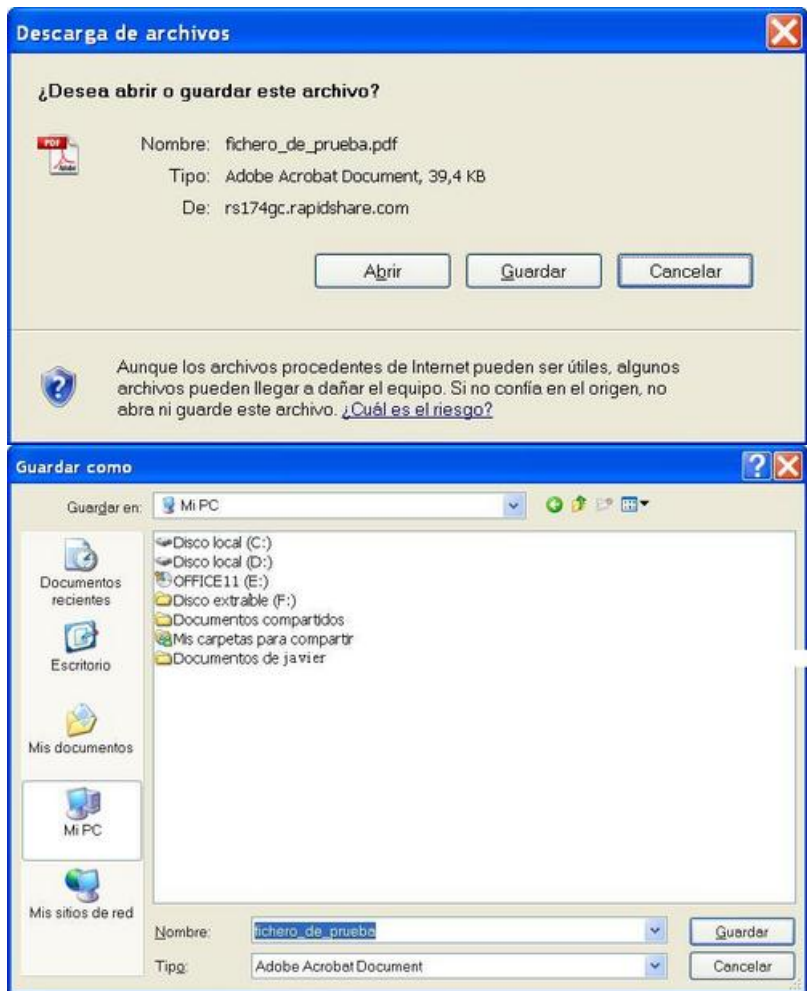 Descarga de archivos
¿Desea abrir o guardar este archivo?
PDF
Adobe
Nombre: fichero_de_prueba.pdf
Tipo: Adobe Acrobat Document, 39,4 KB
De: rs174gc.rapidshare.com
Abrir Guardar Cancelar
Aunque los archivos procedentes de Internet pueden ser útiles, algunos
archivos pueden llegar a dañar el equipo. Si no confía en el origen, no
abra ni guarde este archivo. ¿Cuál es el riesgo?
Guardar como
Guardar en: Mi PC
Documentos
recientes
Escritorio
Mis documentos
Mi PC
Mis sitios de red
Disco local (C:)
Disco local (D:)
OFFICE11 (E:)
Disco extraíble (F:)
Documentos compartidos
Mis carpetas para compartir
Documentos de javier
Nombre: fichero_de_prueba Guardar
Tipo: Adobe Acrobat Document Cancelar